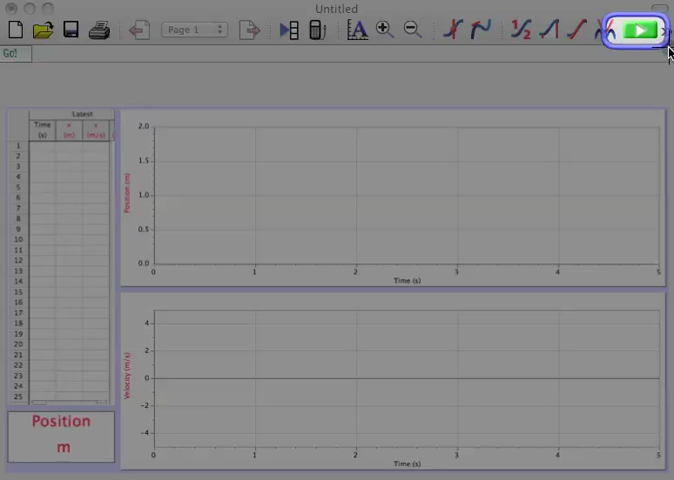 Untitled
Page 1
Go!
Latest
Time x v
(s) (m) (m/s)
1
2
3
4
5
6
7
8
9
10
11
12
13
14
15
16
17
18
19
20
21
22
23
24
25
Position
m
Position (m)
2.0
1.5
1.0
0.5
0.0
0 1 2 3 4 5
Time (s)
Velocity (m/s)
4
2
0
-2
-4
0 1 2 3 4 5
Time (s)